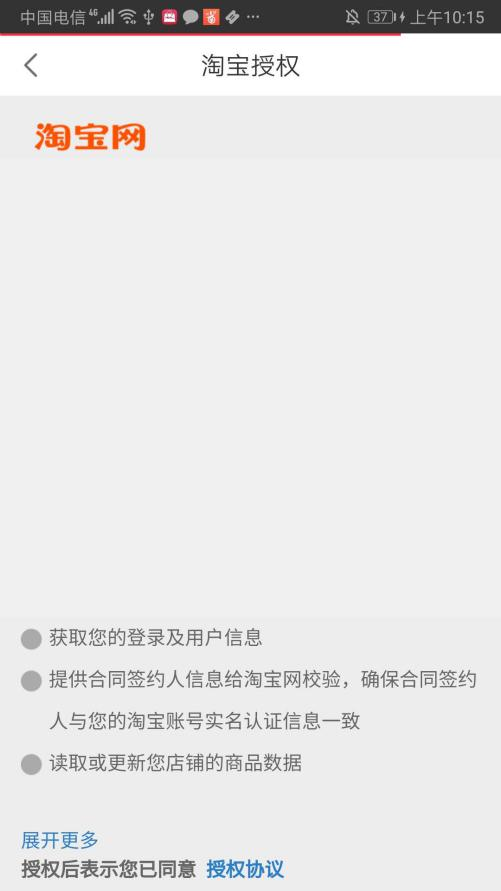 中国电信 4G 37 上午10:15
淘宝授权
淘宝网
获取您的登录及用户信息
提供合同签约人信息给淘宝网校验，确保合同签约
人与您的淘宝账号实名认证信息一致
读取或更新您店铺的商品数据
展开更多
授权后表示您已同意 授权协议